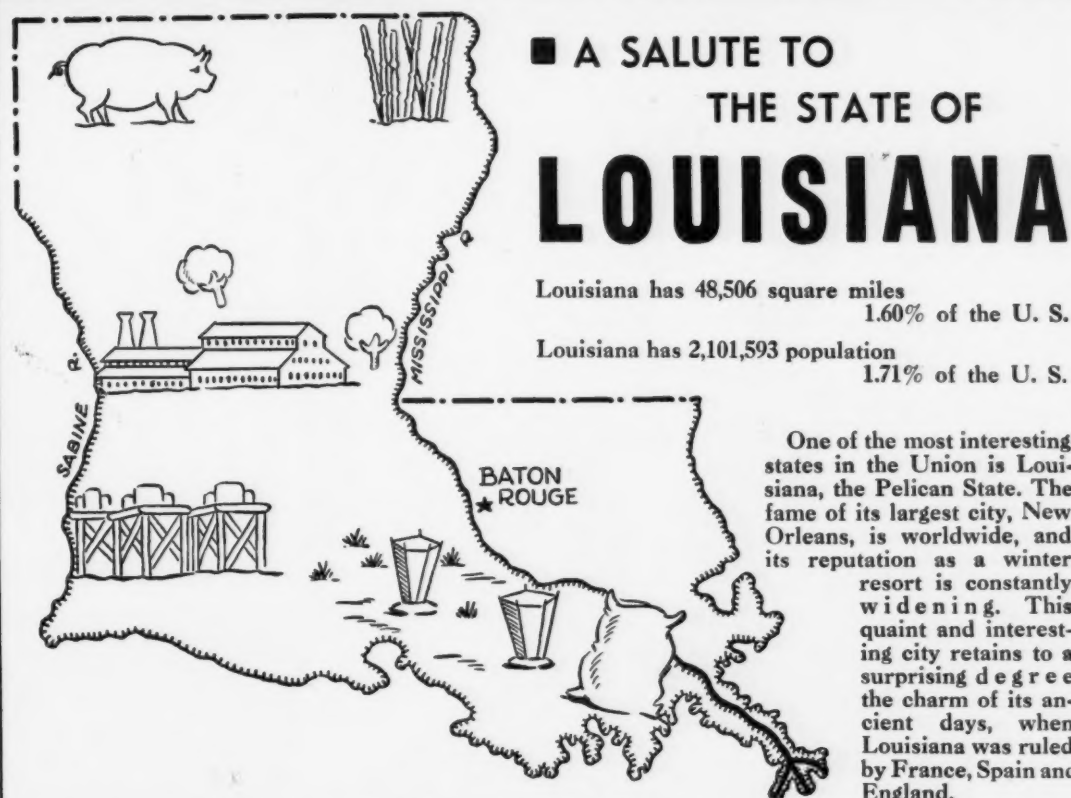 ■ A SALUTE TO
THE STATE OF
LOUISIANA
Louisiana has 48,506 square miles
1.60% of the U. S.
Louisiana has 2,101,593 population
1.71% of the U. S.
One of the most interesting
states in the Union is Loui-
siana, the Pelican State. The
fame of its largest city, New
Orleans, is worldwide, and
its reputation as a winter
resort is constantly
widening. This
quaint and interest-
ing city retains to a
surprising degree
the charm of its an-
cient days, when
Louisiana was ruled
by France, Spain and
England.
MISSISSIPPI R.
SABINE R.
BATON
ROUGE